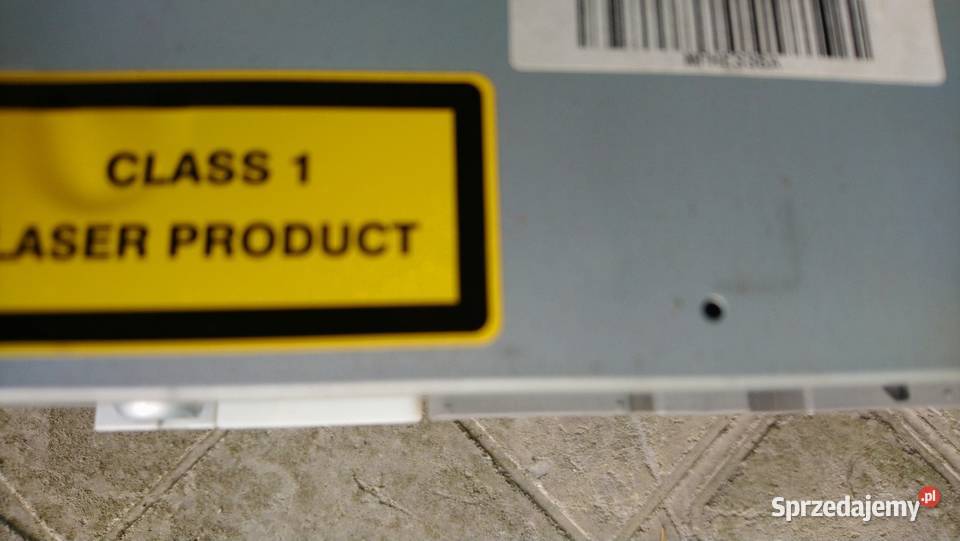 CLASS 1
LASER PRODUCT
Sprzedajemy.pl